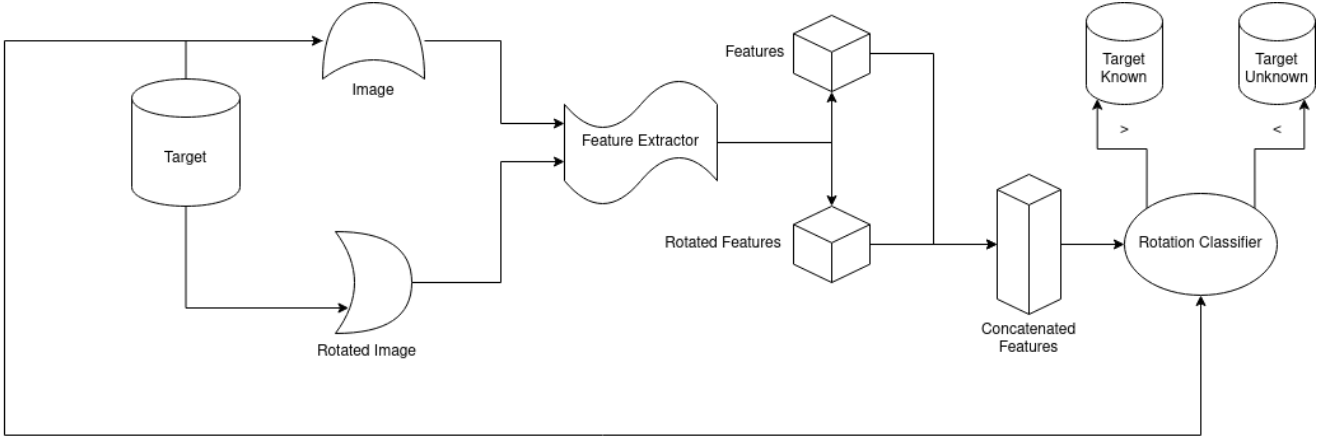 Target
Image
Rotated Image
Feature Extractor
Features
Rotated Features
Concatenated
Features
Rotation Classifier
>
<
Target
Known
Target
Unknown